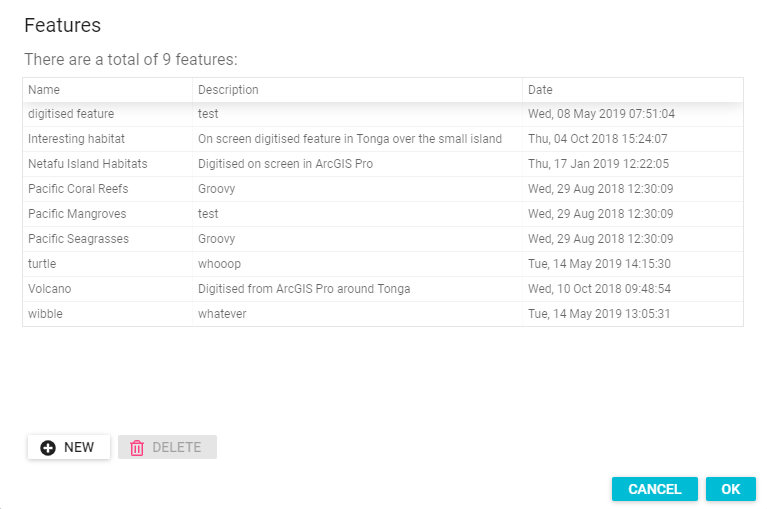 Features
There are a total of 9 features:
Name Description Date
digitised feature test Wed, 08 May 2019 07:51:04
Interesting habitat On screen digitised feature in Tonga over the small island Thu, 04 Oct 2018 15:24:07
Netafu Island Habitats Digitised on screen in ArcGIS Pro Thu, 17 Jan 2019 12:22:05
Pacific Coral Reefs Groovy Wed, 29 Aug 2018 12:30:09
Pacific Mangroves test Wed, 29 Aug 2018 12:30:09
Pacific Seagrasses Groovy Wed, 29 Aug 2018 12:30:09
turtle whooop Tue, 14 May 2019 14:15:30
Volcano Digitised from ArcGIS Pro around Tonga Wed, 10 Oct 2018 09:48:54
wibble whatever Tue, 14 May 2019 13:05:31
NEW DELETE
CANCEL OK